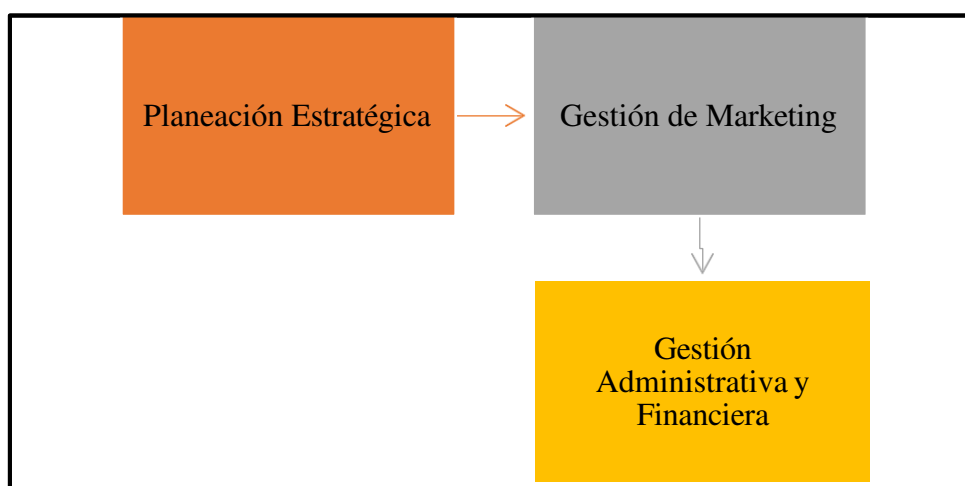 Planeación Estratégica
Gestión de Marketing
Gestión
Administrativa y
Financiera